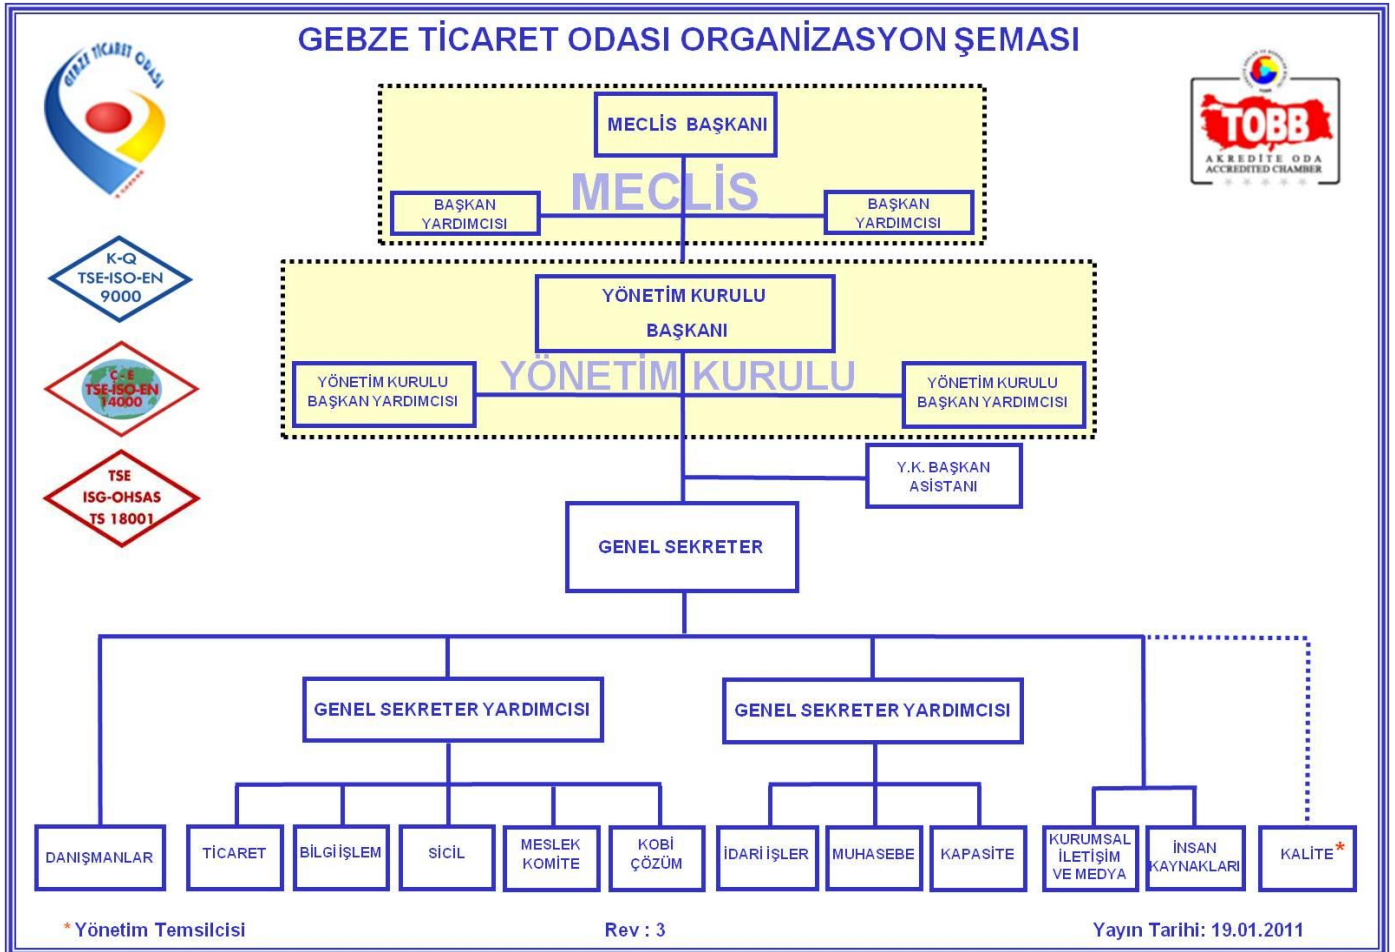 GEBZE TİCARET ODASI ORGANİZASYON ŞEMASI
GEBZE TİCARET ODASI
TOBB
AKREDİTE ODA
ACCREDITED CHAMBER
MECLİS BAŞKANI
MECLİS
BAŞKAN
YARDIMCISI
BAŞKAN
YARDIMCISI
K-Q
TSE-ISO-EN
9000
C - E
TSE-ISO-EN
14000
TSE
ISG-OHSAS
TS 18001
YÖNETİM KURULU
BAŞKANI
YÖNETİM KURULU
YÖNETİM KURULU
BAŞKAN YARDIMCISI
YÖNETİM KURULU
BAŞKAN YARDIMCISI
Y.K. BAŞKAN
ASİSTANI
GENEL SEKRETER
GENEL SEKRETER YARDIMCISI
GENEL SEKRETER YARDIMCISI
DANIŞMANLAR
TİCARET
BİLGİ İŞLEM
SİCİL
MESLEK
KOMİTE
KOBİ
ÇÖZÜM
İDARİ İŞLER
MUHASEBE
KAPASİTE
KURUMSAL
İLETİŞİM
VE MEDYA
İNSAN
KAYNAKLARI
KALİTE *
* Yönetim Temsilcisi
Rev : 3
Yayın Tarihi: 19.01.2011